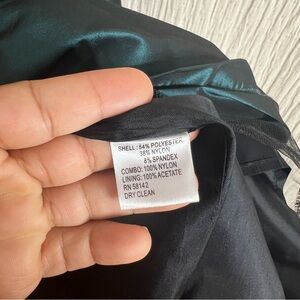 SHELL: 54% POLYESTER
38% NYLON
8% SPANDEX
COMBO: 100% NYLON
LINING: 100% ACETATE
RN 58142
DRY CLEAN